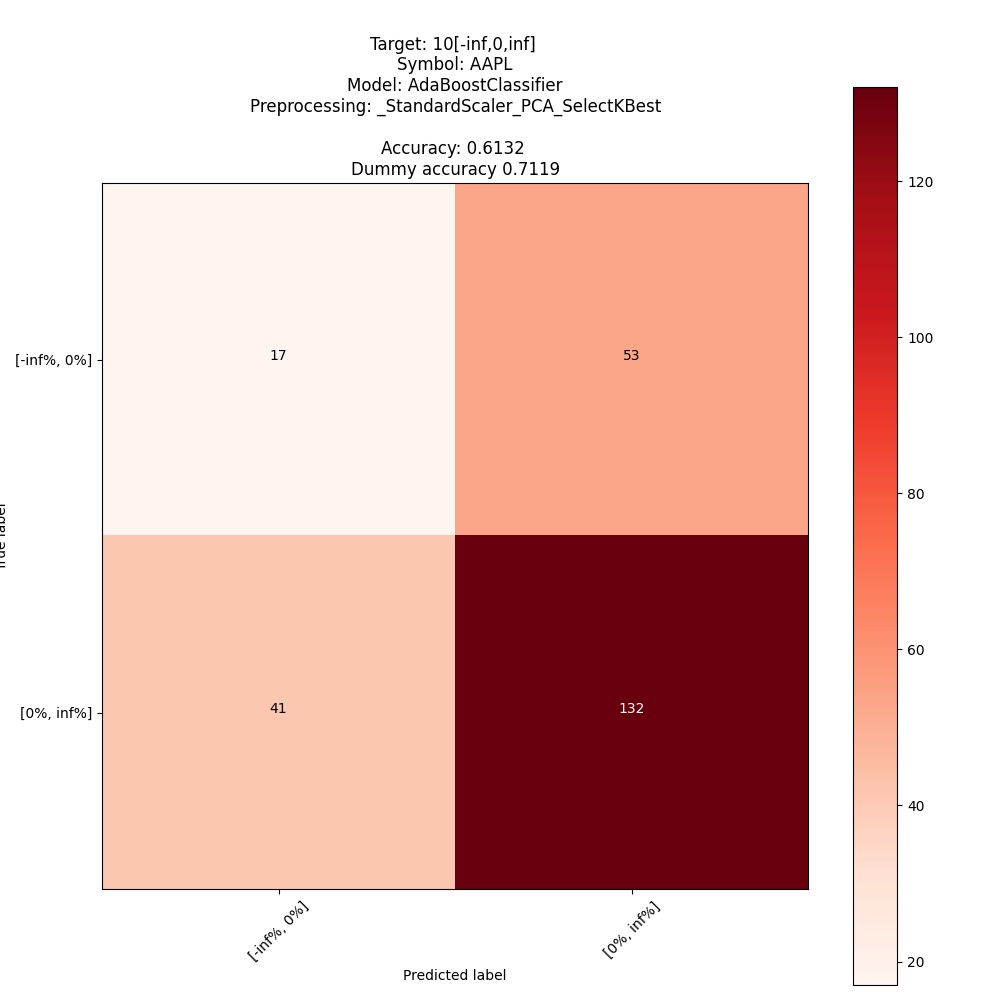 Target: 10[-inf,0,inf]
Symbol: AAPL
Model: AdaBoostClassifier
Preprocessing: _StandardScaler_PCA_SelectKBest
Accuracy: 0.6132
Dummy accuracy 0.7119
120
100
80
60
40
20
[-inf%, 0%]
17
53
label
[0%, inf%]
41
132
[-inf%, 0%]
[0%, inf%]
Predicted label